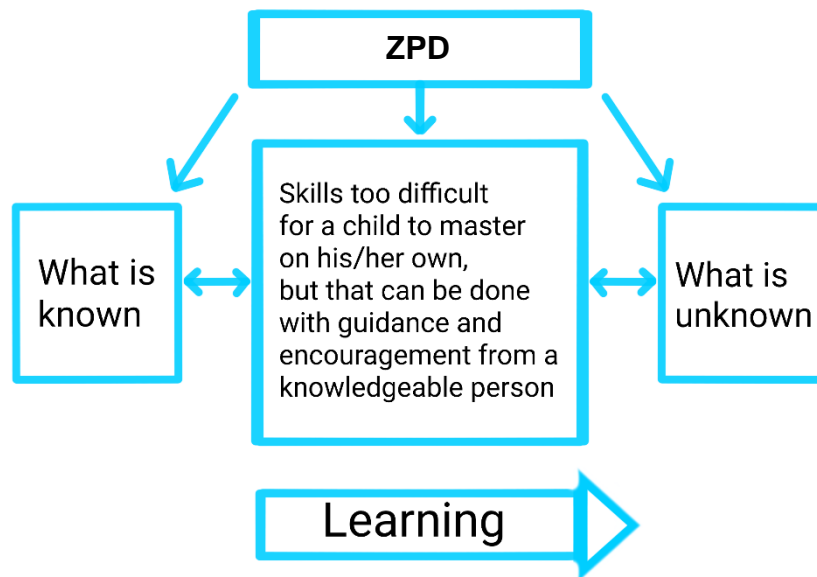 ZPD
What is
known
Skills too difficult
for a child to master
on his/her own,
but that can be done
with guidance and
encouragement from a
knowledgeable person
What is
unknown
Learning